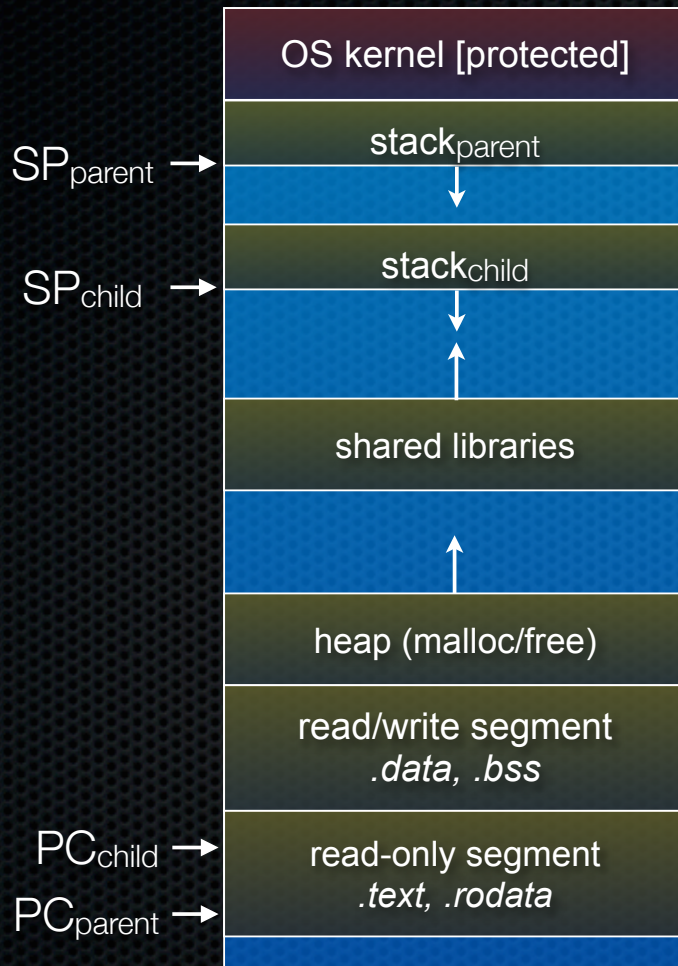 OS kernel [protected]
stackparent
SPparent
stackchild
SPchild
shared libraries
heap (malloc/free)
read/write segment
.data, .bss
PCchild
read-only segment
.text, .rodata
PCparent